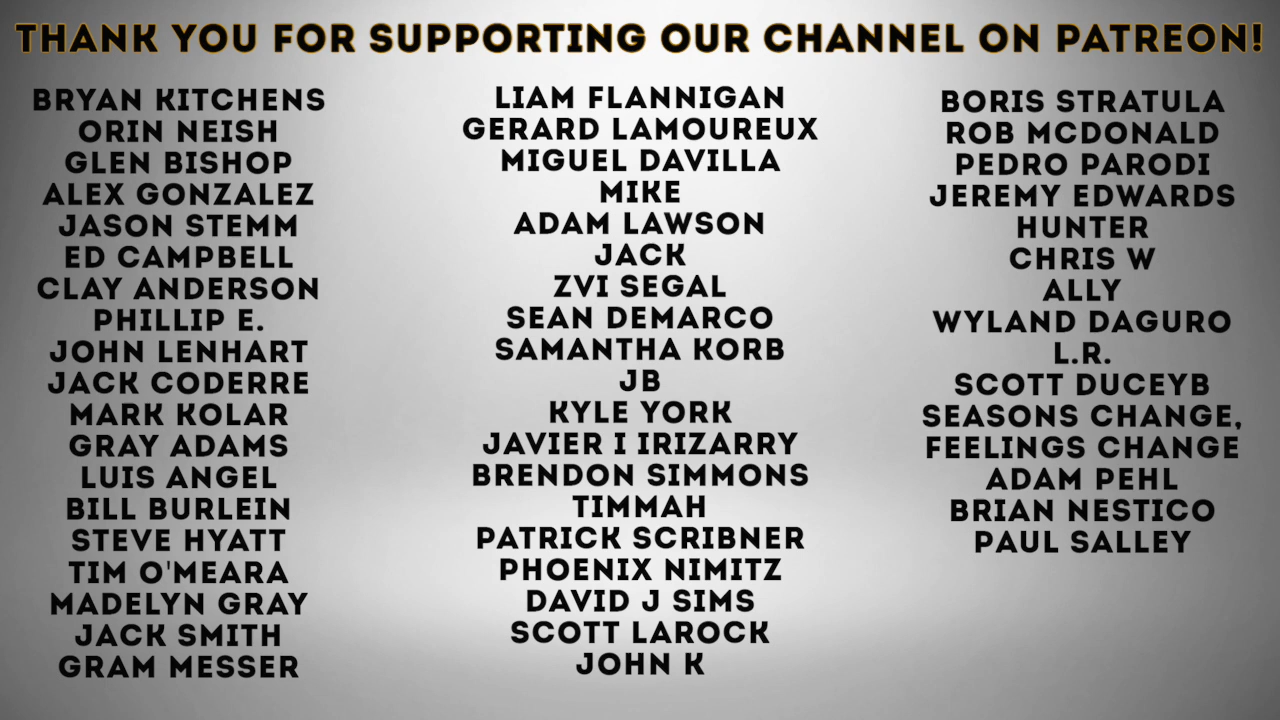 THANK YOU FOR SUPPORTING OUR CHANNEL ON PATREON!
BRYAN KITCHENS
ORIN NEISH
GLEN BISHOP
ALEX GONZALEZ
JASON STEMM
ED CAMPBELL
CLAY ANDERSON
PHILLIP E.
JOHN LENHART
JACK CODERRE
MARK KOLAR
GRAY ADAMS
LUIS ANGEL
BILL BURLEIN
STEVE HYATT
TIM O'MEARA
MADELYN GRAY
JACK SMITH
GRAM MESSER
LIAM FLANNIGAN
GERARD LAMOUREUX
MIGUEL DAVILLA
MIKE
ADAM LAWSON
JACK
ZVI SEGAL
SEAN DEMARCO
SAMANTHA KORB
JB
KYLE YORK
JAVIER I IRIZARRY
BRENDON SIMMONS
TIMMAH
PATRICK SCRIBNER
PHOENIX NIMITZ
DAVID J SIMS
SCOTT LAROCK
JOHN K
BORIS STRATULA
ROB MCDONALD
PEDRO PARODI
JEREMY EDWARDS
HUNTER
CHRIS W
ALLY
WYLAND DAGURO
L.R.
SCOTT DUCEYB
SEASONS CHANGE,
FEELINGS CHANGE
ADAM PEHL
BRIAN NESTICO
PAUL SALLEY